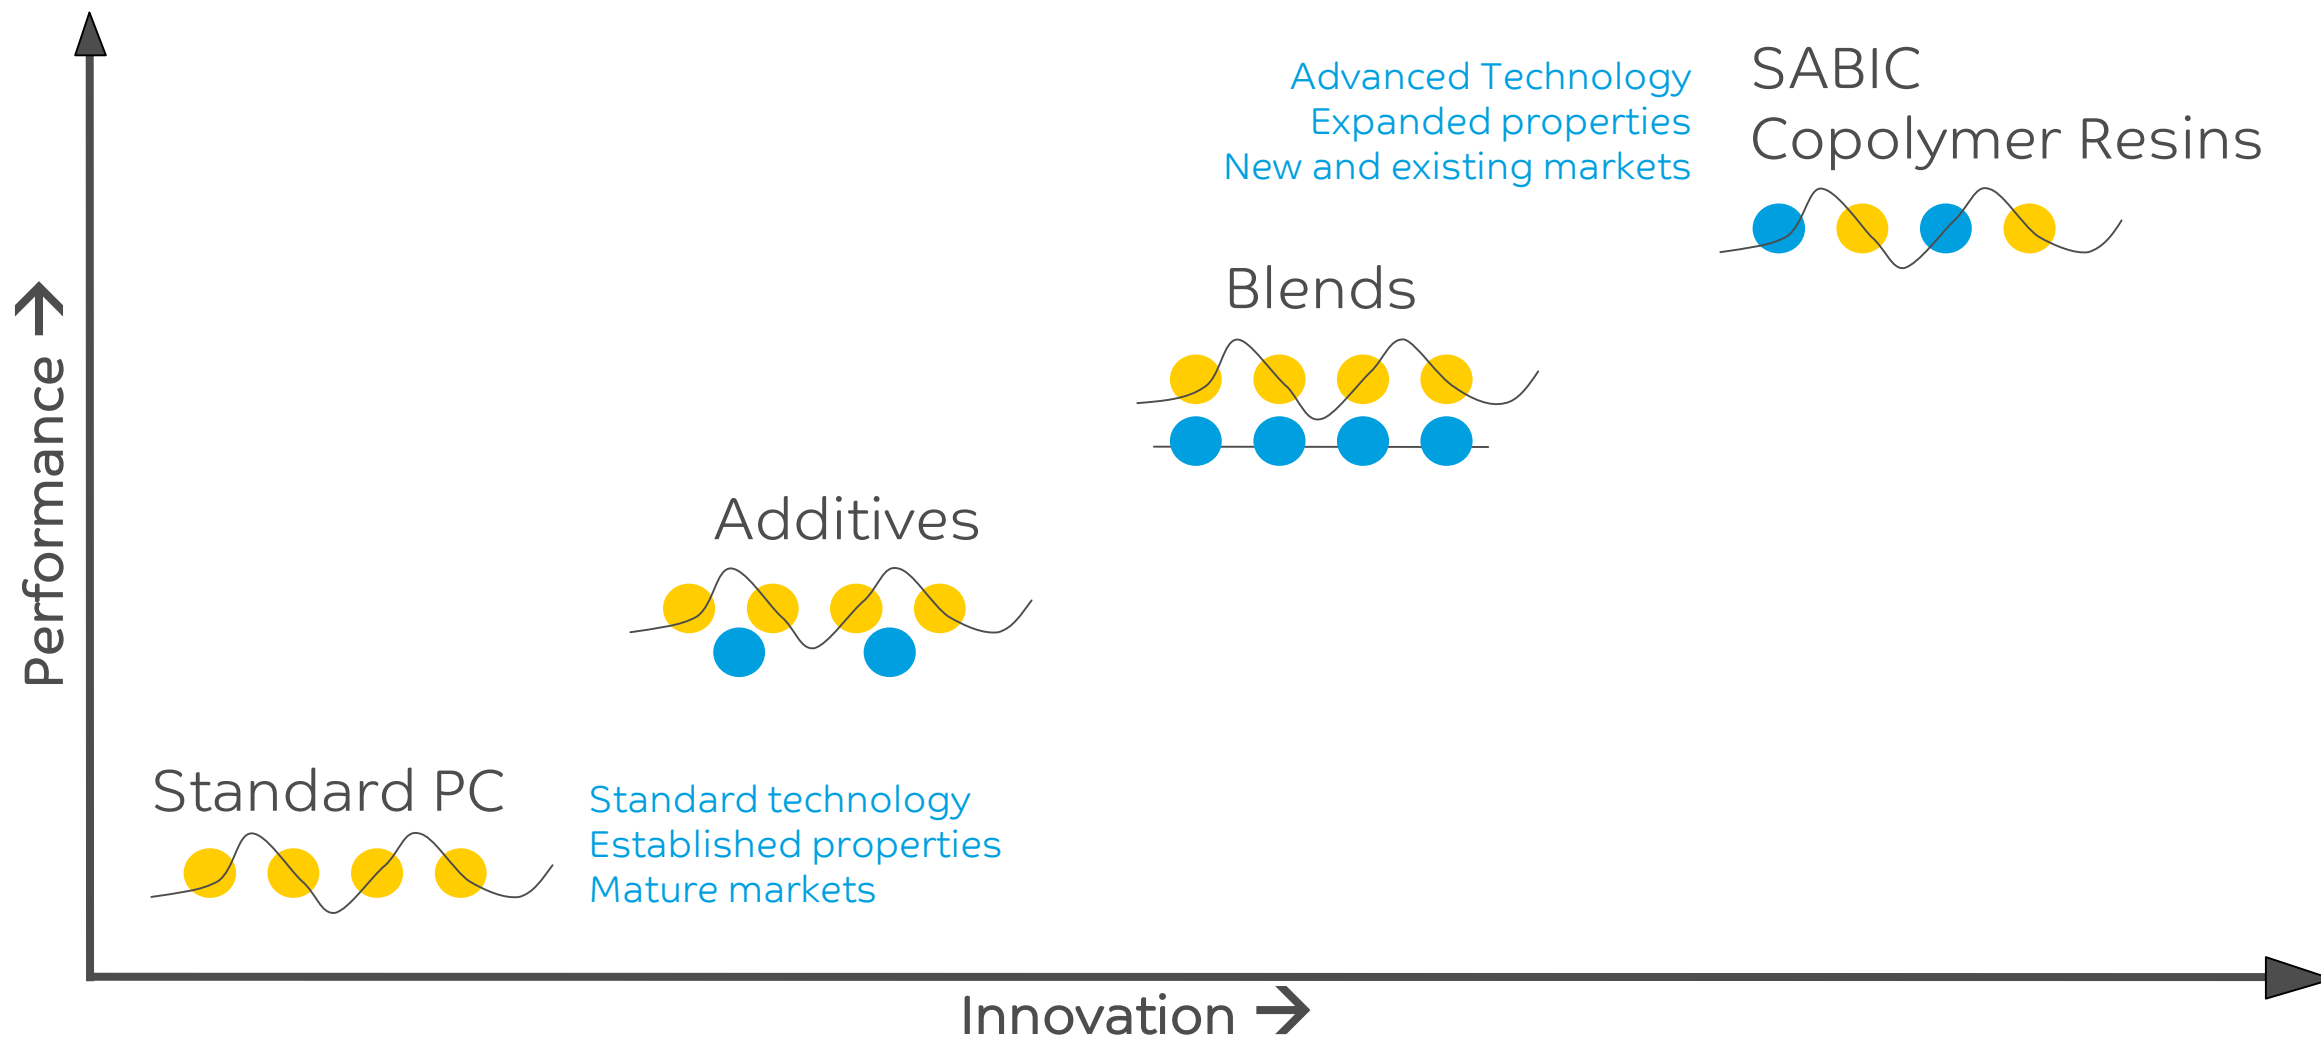 SABIC
Copolymer Resins
Advanced Technology
Expanded properties
New and existing markets
Blends
Additives
Standard PC
Standard technology
Established properties
Mature markets
Performance →
Innovation →